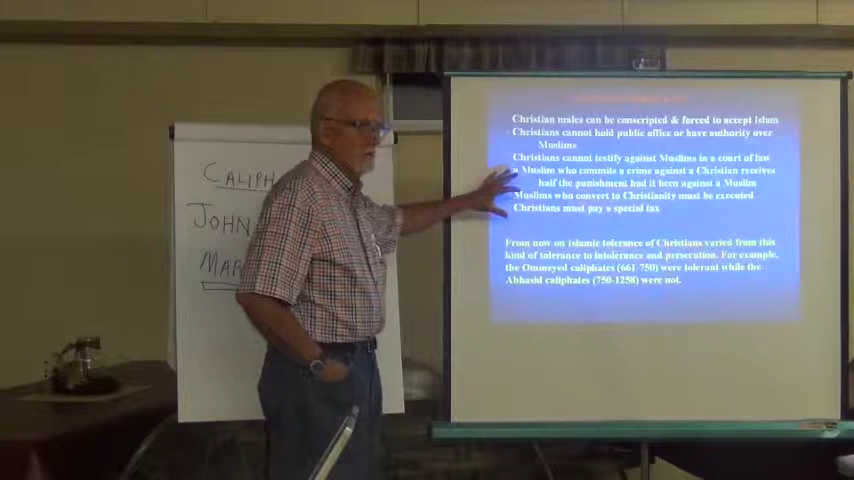 CALIPH
JOHN
MAR
Christian males can be conscripted & forced to accept Islam
Christians cannot hold public office or have authority over
Muslims
Christians cannot testify against Muslims in a court of law
a Muslim who commits a crime against a Christian receives
half the punishment had it been against a Muslim
Muslims who convert to Christianity must be executed
Christians must pay a special tax
From now on islamic tolerance of Christians varied from this
kind of tolerance to intolerance and persecution. For example,
the Ommeyed caliphates (661-750) were tolerant while the
Abbasid caliphates (750-1258) were not.